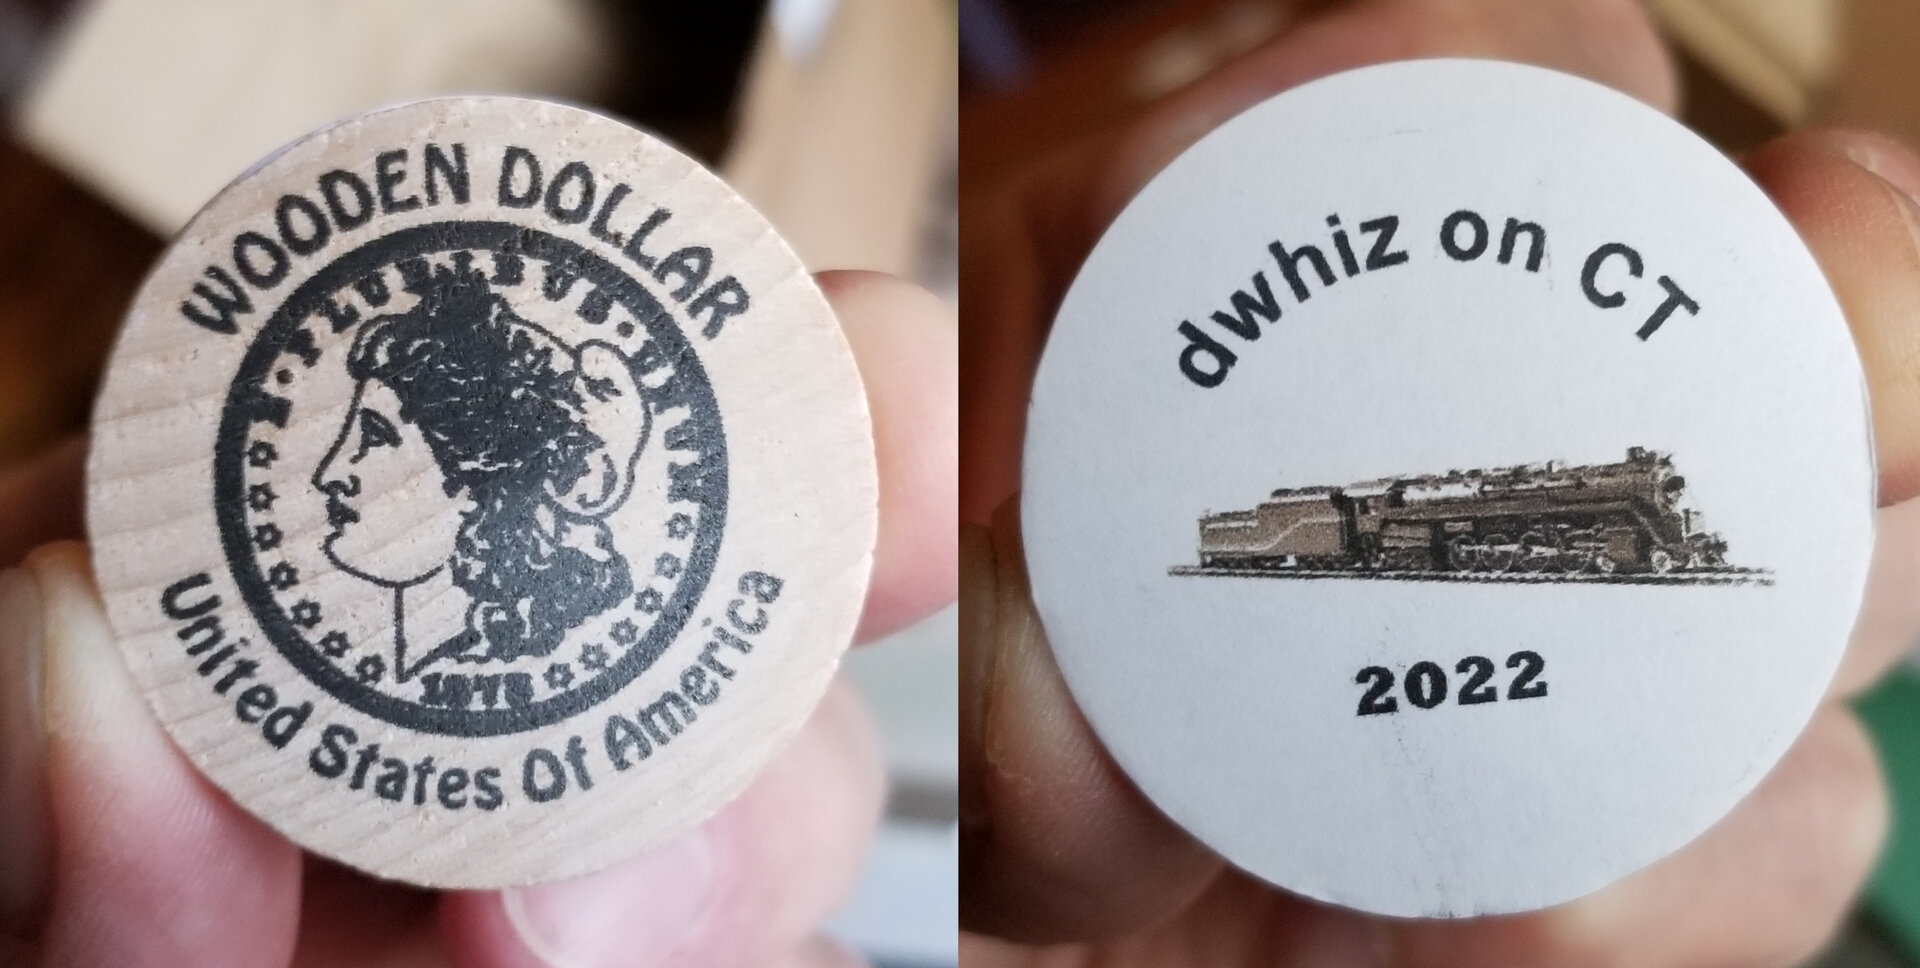 WOODEN DOLLAR
E·PLURIBUS·UNUM
1878
United States Of America
dwhiz on CT
2022